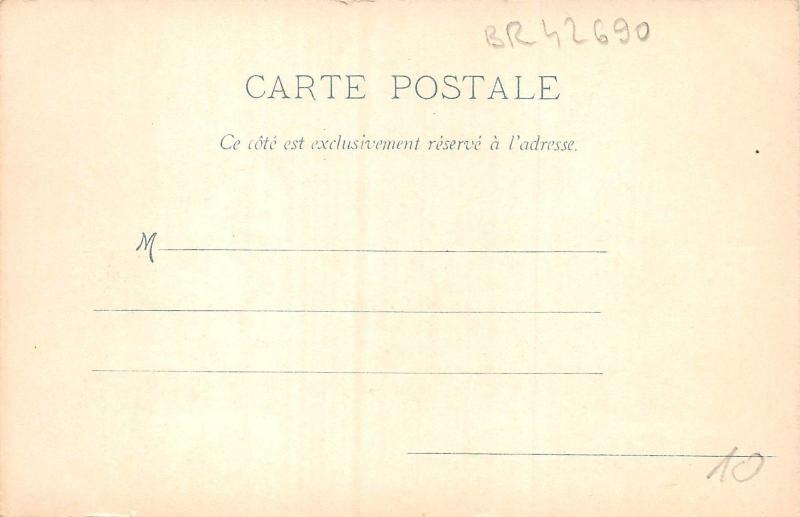 BR42690
CARTE POSTALE
Ce côté est exclusivement réservé à l'adresse.
M
10